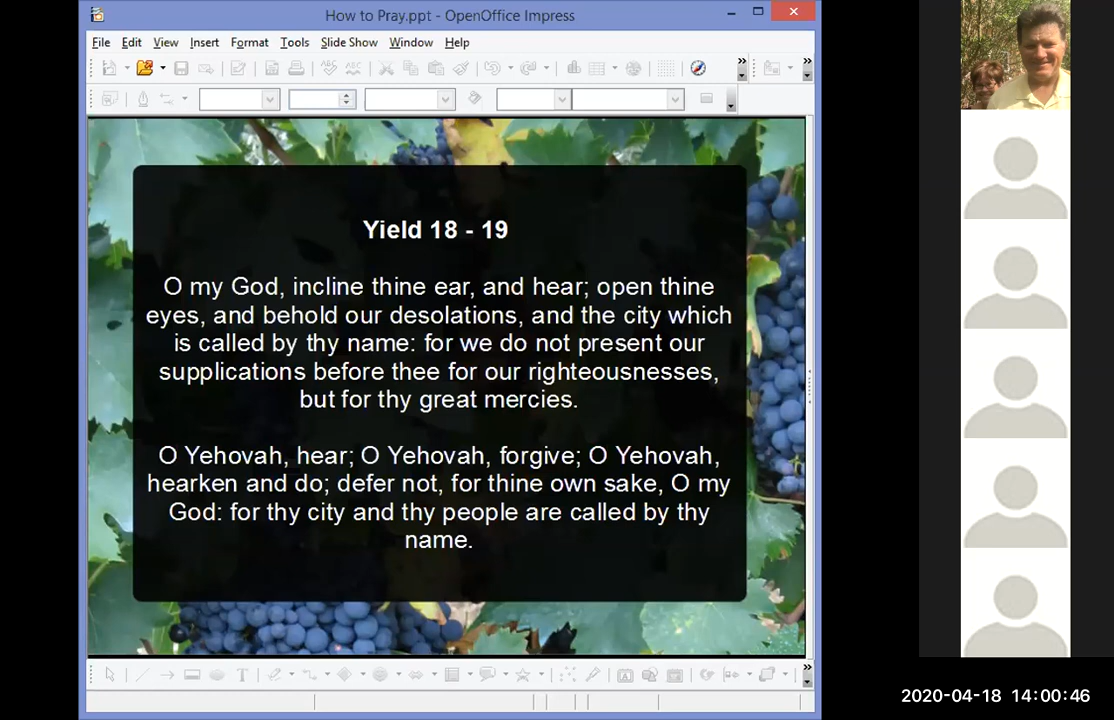 How to Pray.ppt - OpenOffice Impress
File Edit View Insert Format Tools Slide Show Window Help
Yield 18 - 19
O my God, incline thine ear, and hear; open thine
eyes, and behold our desolations, and the city which
is called by thy name: for we do not present our
supplications before thee for our righteousnesses,
but for thy great mercies.
O Yehovah, hear; O Yehovah, forgive; O Yehovah,
hearken and do; defer not, for thine own sake, O my
God: for thy city and thy people are called by thy
name.
2020-04-18 14:00:46